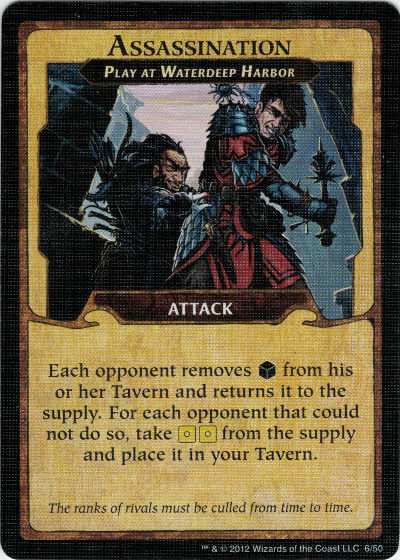 ASSASSINATION
PLAY AT WATERDEEP HARBOR
ATTACK
Each opponent removes from his
or her Tavern and returns it to the
supply. For each opponent that could
not do so, take from the supply
and place it in your Tavern.
The ranks of rivals must be culled from time to time.
™ & © 2012 Wizards of the Coast LLC 6/50